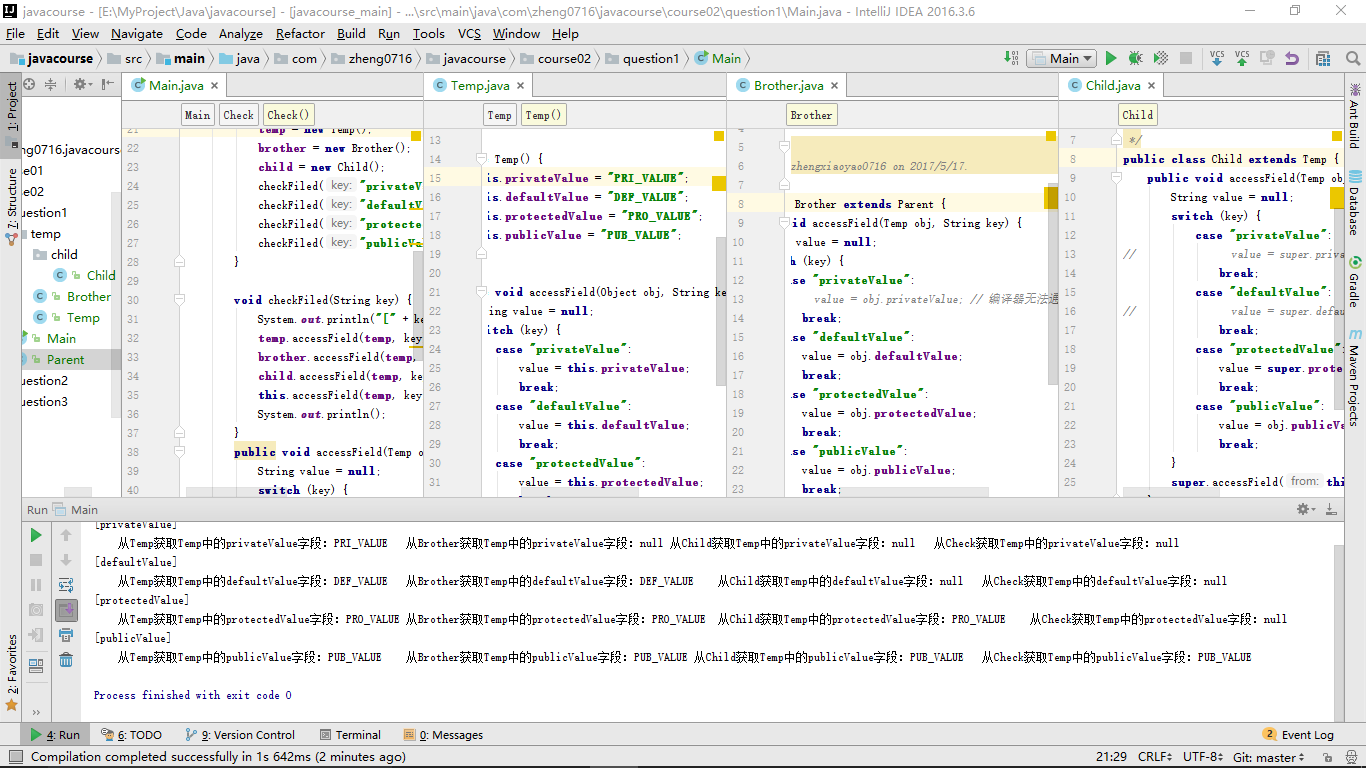 javacourse - [E:\MyProject\Java\javacourse] - [javacourse_main] - ...\src\main\java\com\zheng0716\javacourse\course02\question1\Main.java - IntelliJ IDEA 2016.3.6
File Edit View Navigate Code Analyze Refactor Build Run Tools VCS Window Help
javacourse src main java com zheng0716 javacourse course02 question1 Main
Main
VCS VCS
1: Project
7: Structure
2: Favorites
ng0716.javacourse
e01
e02
uestion1
temp
child
Child
Brother
Temp
Main
Parent
uestion2
uestion3
Main.java
Main Check Check()
21 temp = new Temp();
22 brother = new Brother();
23 child = new Child();
24 checkFiled( key: "privateV
25 checkFiled( key: "defaultV
26 checkFiled( key: "protecte
27 checkFiled( key: "publicVa
28 }
29
30 void checkFiled(String key) {
31 System.out.println("[" + ke
32 temp.accessField(temp, key
33 brother.accessField(temp,
34 child.accessField(temp, ke
35 this.accessField(temp, key
36 System.out.println();
37 }
38 public void accessField(Temp o
39 String value = null;
40 switch (key) {
Temp.java
Temp Temp()
13
14 Temp() {
15 is.privateValue = "PRI_VALUE";
16 is.defaultValue = "DEF_VALUE";
17 is.protectedValue = "PRO_VALUE";
18 is.publicValue = "PUB_VALUE";
19
20
21 void accessField(Object obj, String ke
22 ing value = null;
23 itch (key) {
24 case "privateValue":
25 value = this.privateValue;
26 break;
27 case "defaultValue":
28 value = this.defaultValue;
29 break;
30 case "protectedValue":
31 value = this.protectedValue;
Brother.java
Brother
4
5
6 zhengxiaoyao0716 on 2017/5/17.
7
8 Brother extends Parent {
9 id accessField(Temp obj, String key) {
10 value = null;
11 h (key) {
12 se "privateValue":
13 value = obj.privateValue; // 编译器无法通
14 break;
15 se "defaultValue":
16 value = obj.defaultValue;
17 break;
18 se "protectedValue":
19 value = obj.protectedValue;
20 break;
21 se "publicValue":
22 value = obj.publicValue;
23 break;
Child.java
Child
7 */
8 public class Child extends Temp {
9 public void accessField(Temp obj
10 String value = null;
11 switch (key) {
12 case "privateValue":
13 // value = super.priva
14 break;
15 case "defaultValue":
16 // value = super.defau
17 break;
18 case "protectedValue":
19 value = super.prote
20 break;
21 case "publicValue":
22 value = obj.publicVa
23 break;
24 }
25 super.accessField( from: thi
Ant Build
Database
Gradle
Maven Projects
Run Main
[privateValue]
从Temp获取Temp中的privateValue字段: PRI_VALUE 从Brother获取Temp中的privateValue字段: null 从Child获取Temp中的privateValue字段: null 从Check获取Temp中的privateValue字段: null
[defaultValue]
从Temp获取Temp中的defaultValue字段: DEF_VALUE 从Brother获取Temp中的defaultValue字段: DEF_VALUE 从Child获取Temp中的defaultValue字段: null 从Check获取Temp中的defaultValue字段: null
[protectedValue]
从Temp获取Temp中的protectedValue字段: PRO_VALUE 从Brother获取Temp中的protectedValue字段: PRO_VALUE 从Child获取Temp中的protectedValue字段: PRO_VALUE 从Check获取Temp中的protectedValue字段: null
[publicValue]
从Temp获取Temp中的publicValue字段: PUB_VALUE 从Brother获取Temp中的publicValue字段: PUB_VALUE 从Child获取Temp中的publicValue字段: PUB_VALUE 从Check获取Temp中的publicValue字段: PUB_VALUE
Process finished with exit code 0
4: Run 6: TODO 9: Version Control Terminal 0: Messages 2 Event Log
Compilation completed successfully in 1s 642ms (2 minutes ago) 21:29 CRLF UTF-8 Git: master